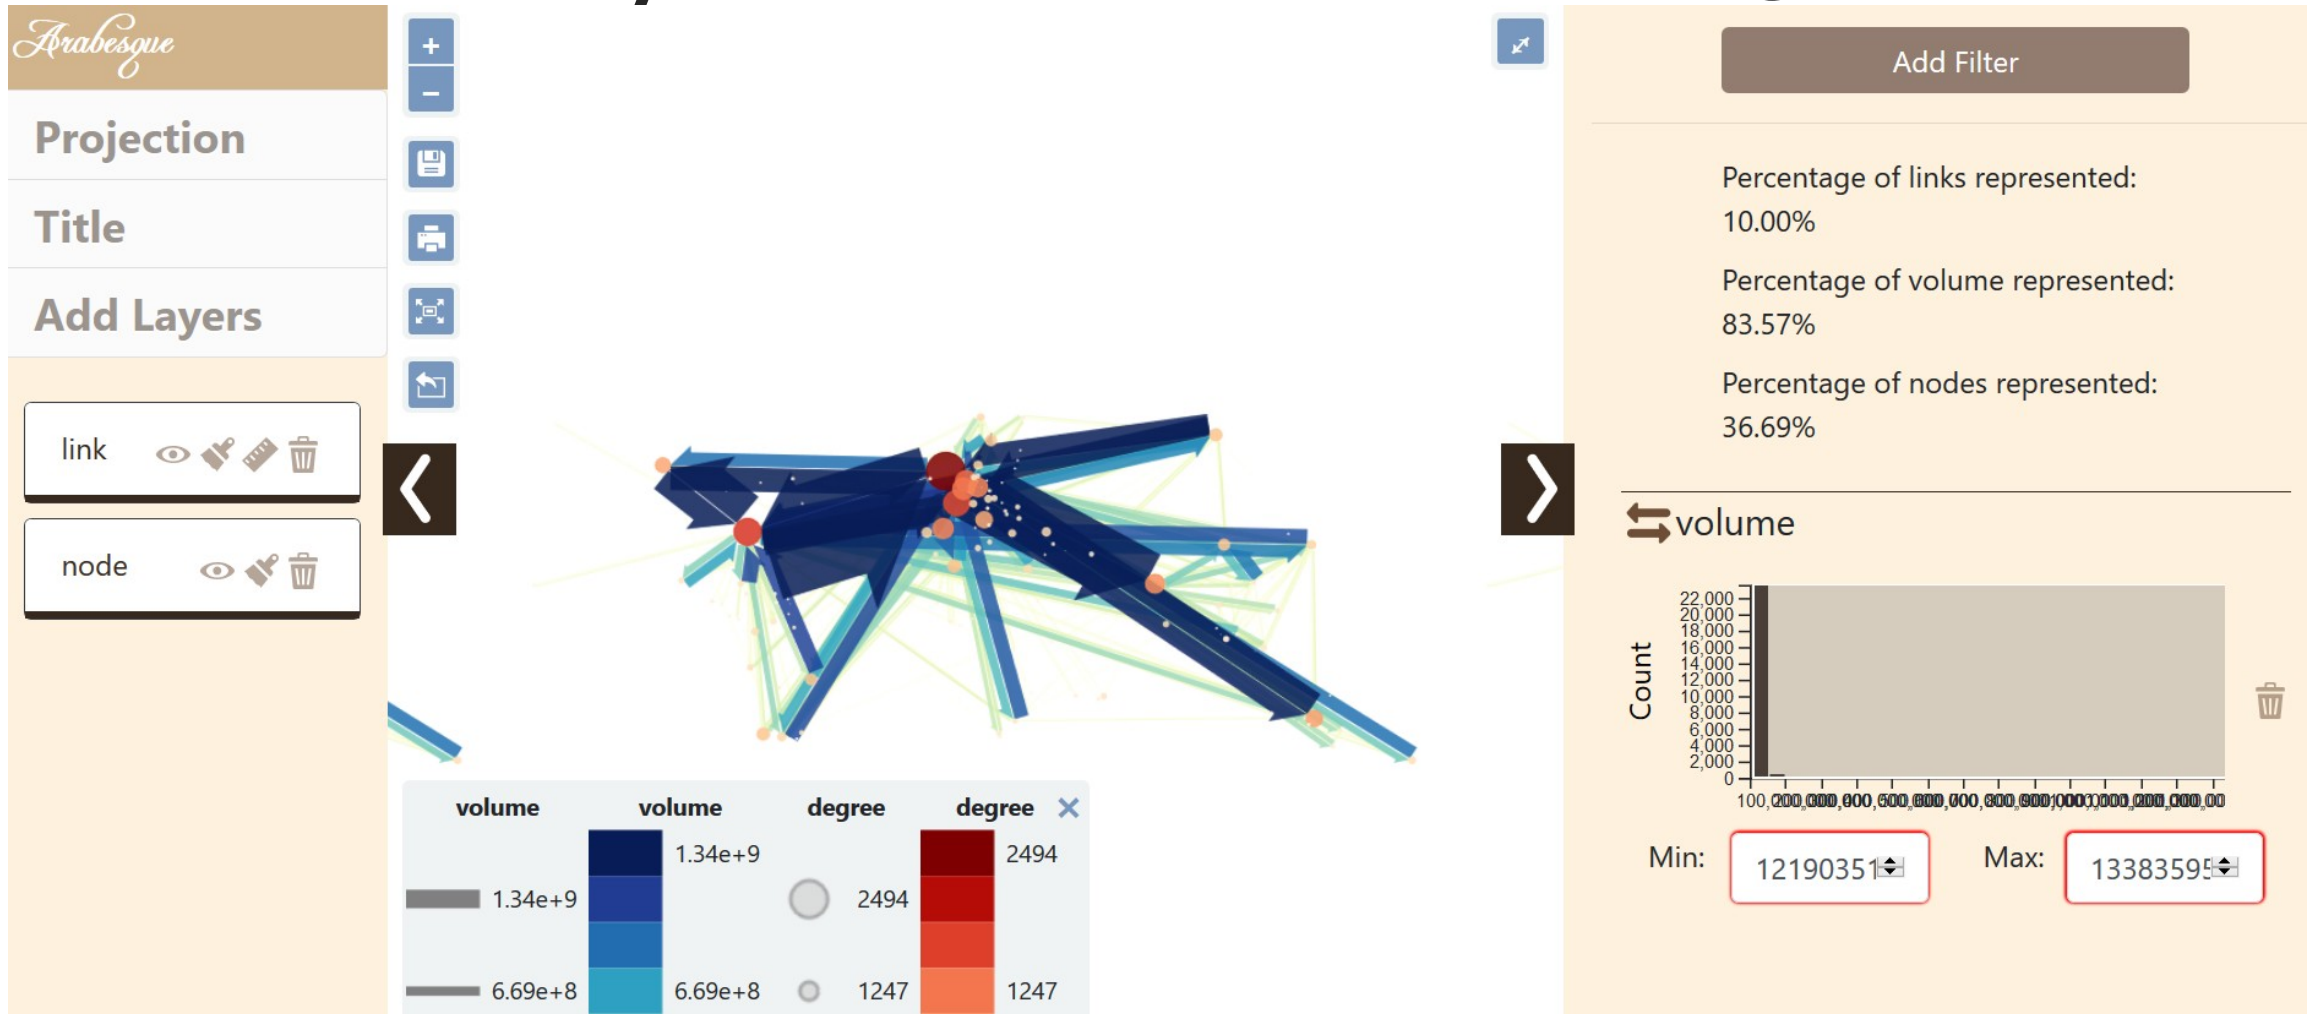 Arabesque
Projection
Title
Add Layers
link
node
+
−
volume volume degree degree ✕
1.34e+9 2494
1.34e+9 2494
6.69e+8 6.69e+8 1247 1247
Add Filter
Percentage of links represented:
10.00%
Percentage of volume represented:
83.57%
Percentage of nodes represented:
36.69%
volume
Count
22,000
20,000
18,000
16,000
14,000
12,000
10,000
8,000
6,000
4,000
2,000
0
Min: 12190351 Max: 13383595